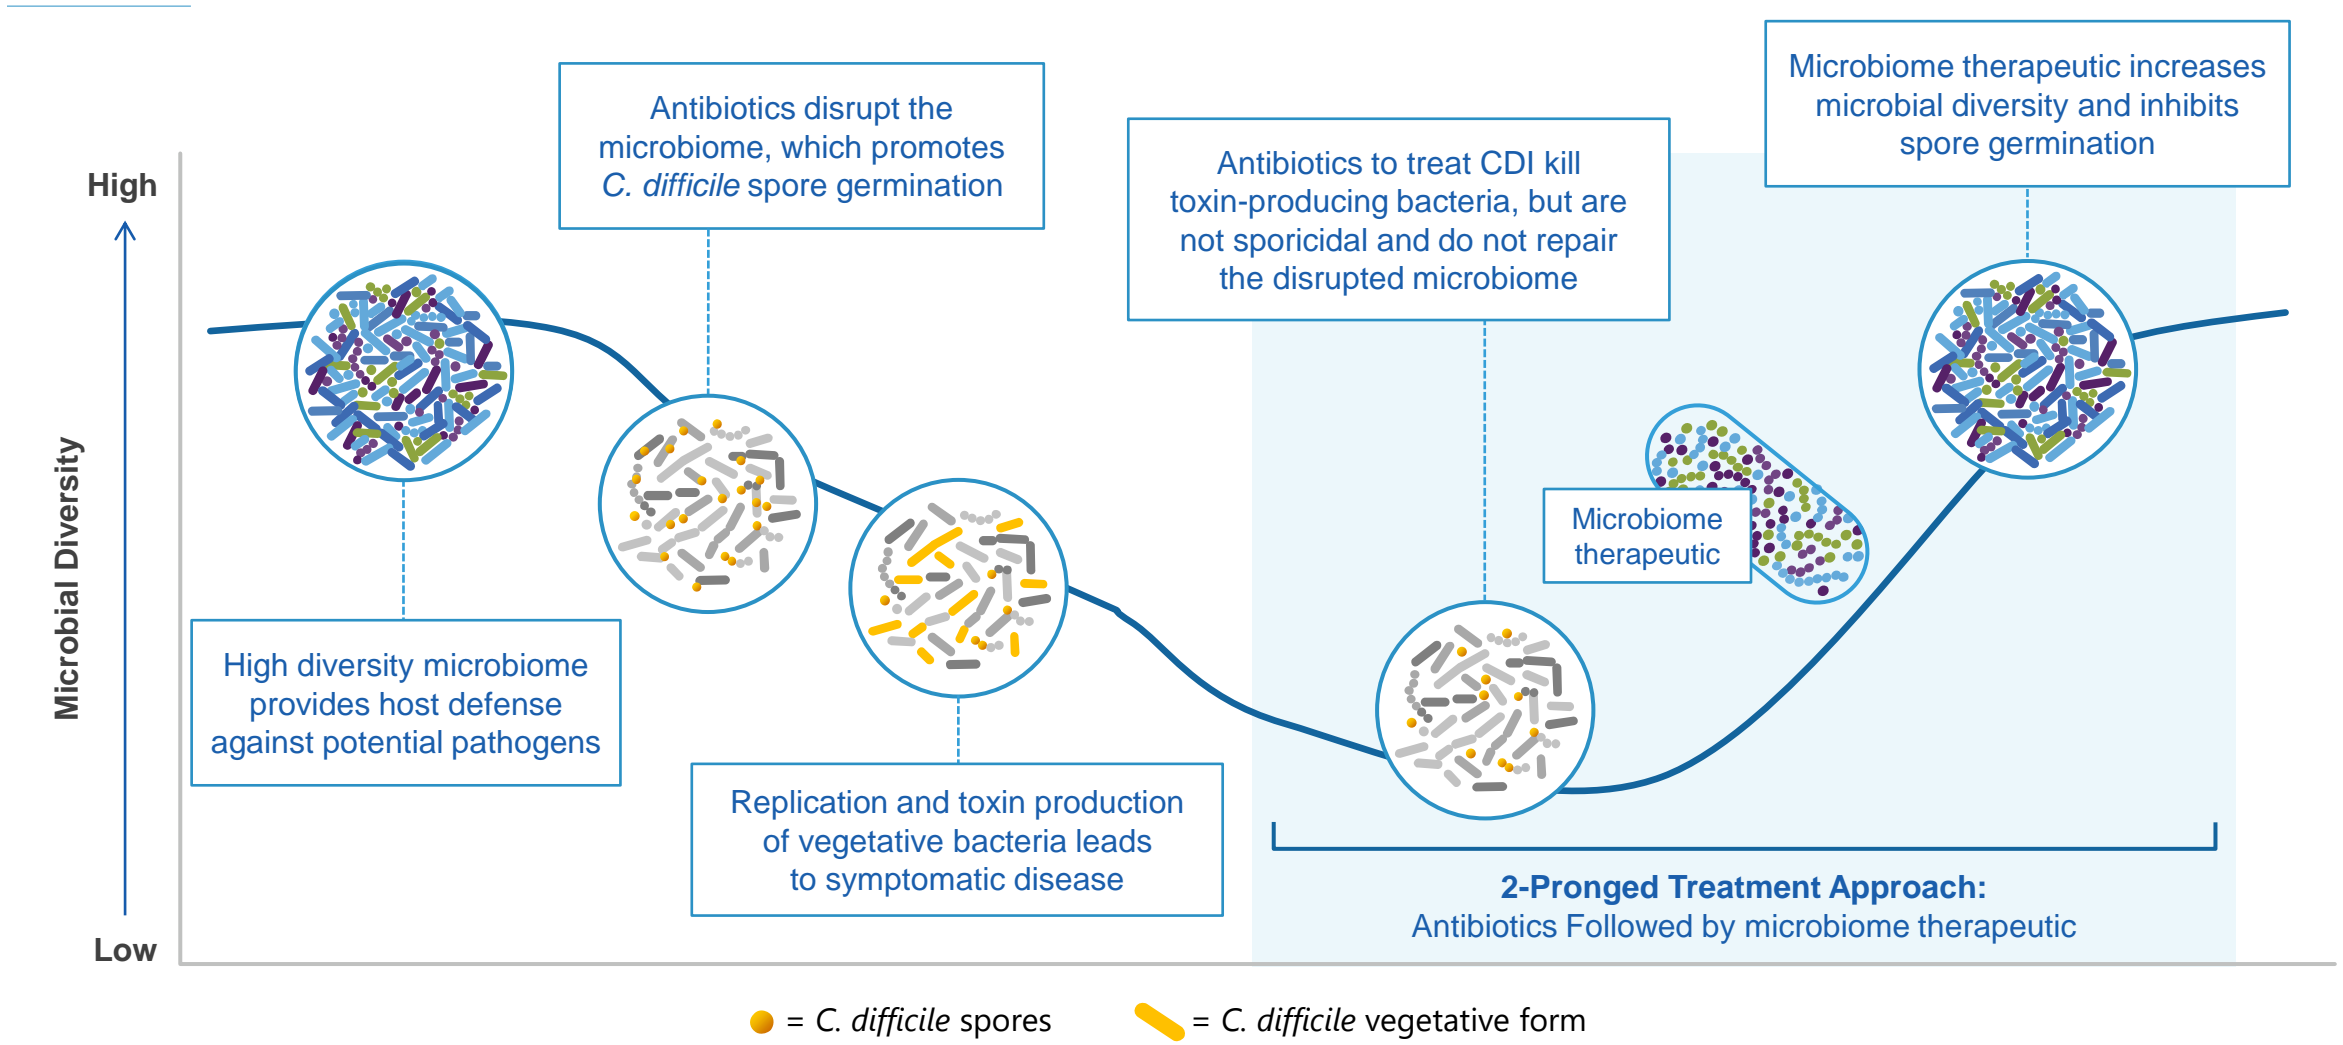 Microbiome therapeutic increases
microbial diversity and inhibits
spore germination
Antibiotics disrupt the
microbiome, which promotes
C. difficile spore germination
Antibiotics to treat CDI kill
toxin-producing bacteria, but are
not sporicidal and do not repair
the disrupted microbiome
High
Microbial Diversity
Low
Microbiome
therapeutic
High diversity microbiome
provides host defense
against potential pathogens
Replication and toxin production
of vegetative bacteria leads
to symptomatic disease
2-Pronged Treatment Approach:
Antibiotics Followed by microbiome therapeutic
= C. difficile spores
= C. difficile vegetative form